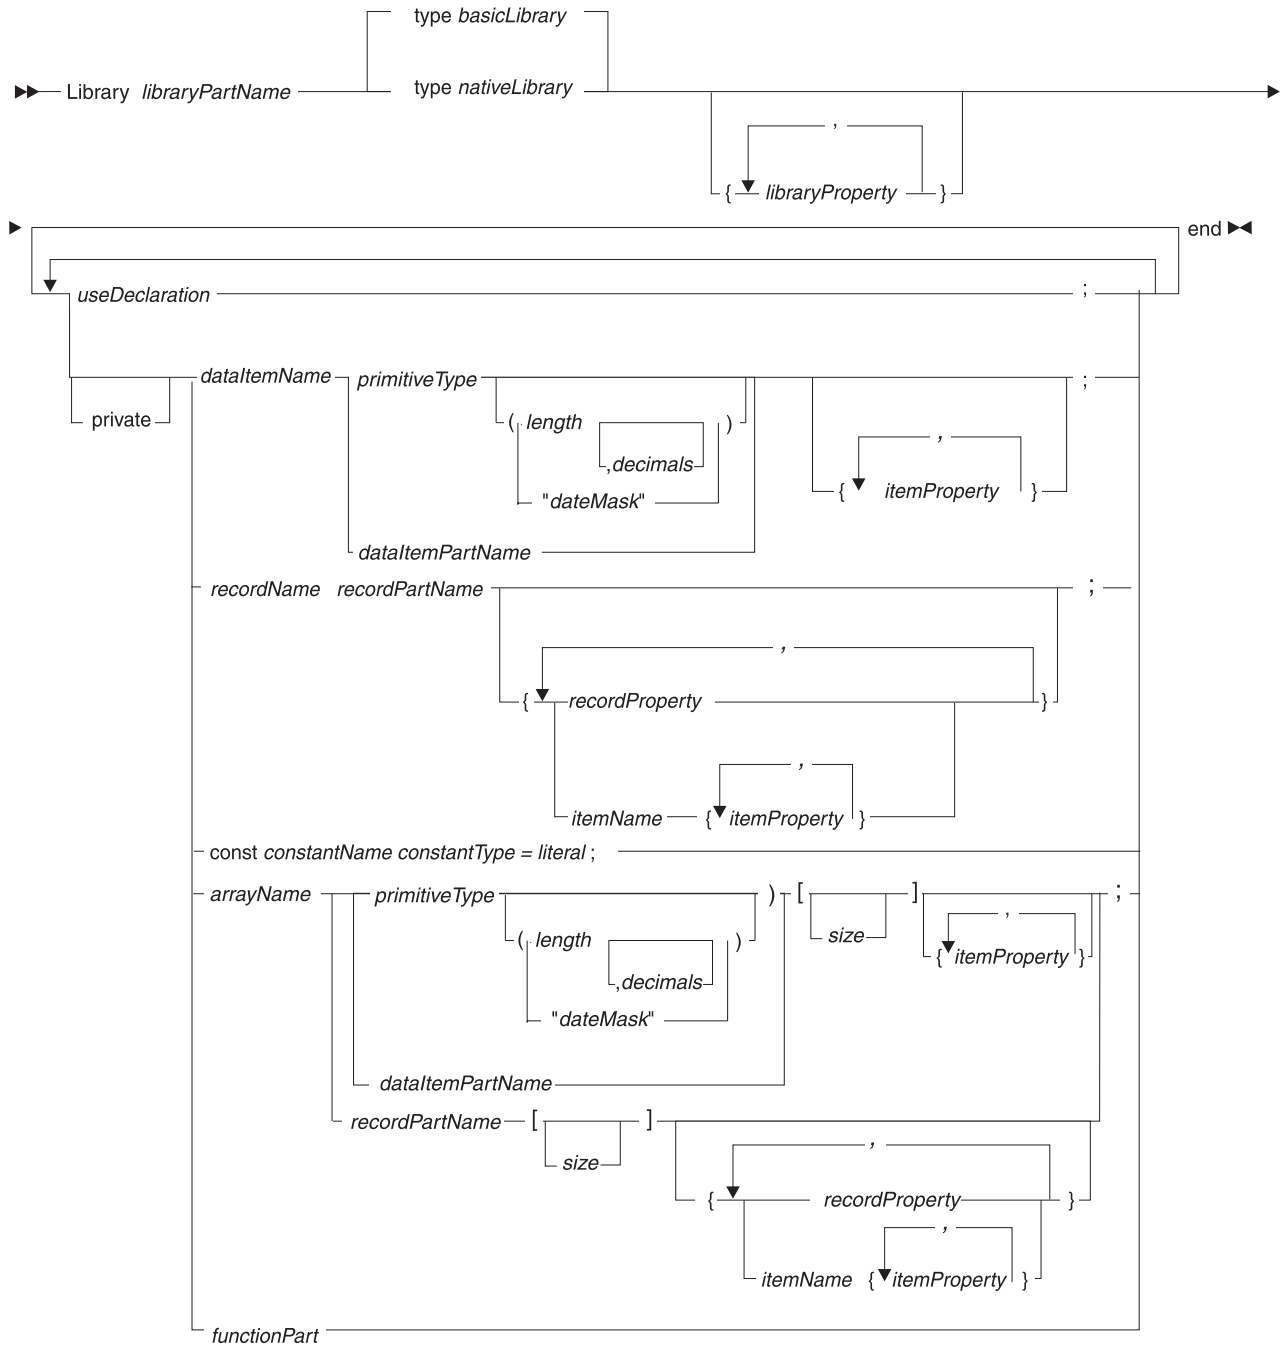 type basicLibrary
Library libraryPartName type nativeLibrary
,
{ libraryProperty }
end
useDeclaration ;
dataItemName primitiveType ;
private ( length )
, decimals
,
"dateMask" { itemProperty }
dataItemPartName
recordName recordPartName ;
,
{ recordProperty }
,
itemName { itemProperty }
const constantName constantType = literal ;
arrayName primitiveType ) [ ] ;
size ,
( length ) { itemProperty }
,decimals
"dateMask"
dataItemPartName
recordPartName [ ]
size ,
{ recordProperty }
,
itemName { itemProperty }
functionPart